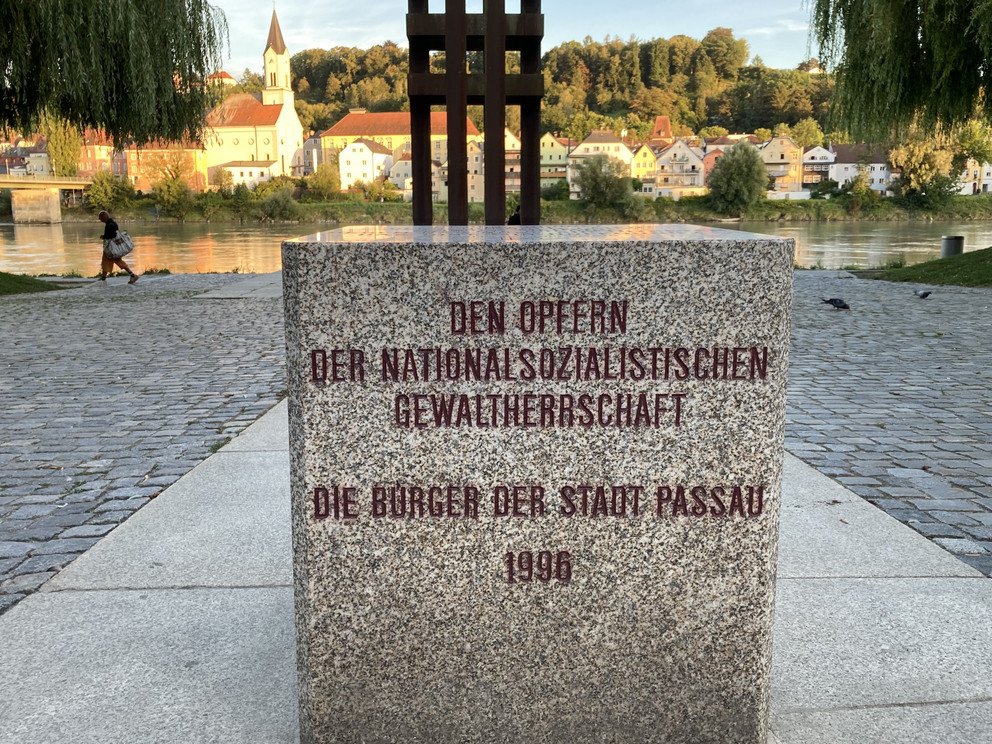 DEN OPFERN
DER NATIONALSOZIALISTISCHEN
GEWALTHERRSCHAFT
DIE BÜRGER DER STADT PASSAU
1996